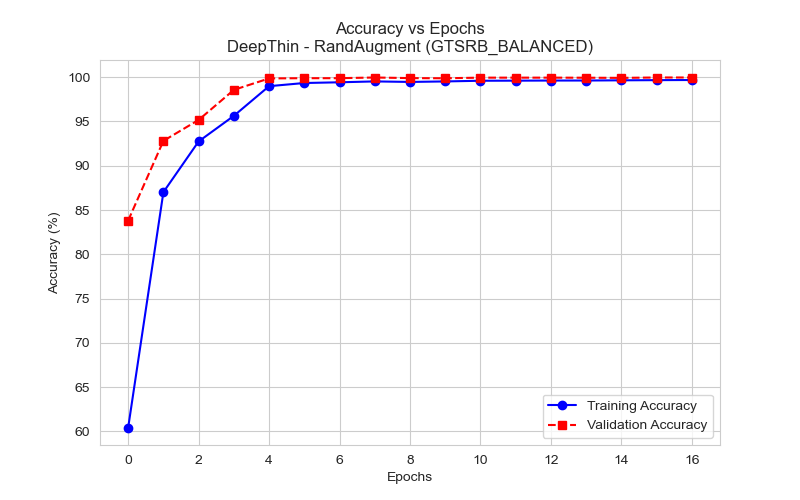 Accuracy vs Epochs
DeepThin - RandAugment (GTSRB_BALANCED)
Accuracy (%)
100
95
90
85
80
75
70
65
60
0 2 4 6 8 10 12 14 16
Epochs
Training Accuracy
Validation Accuracy